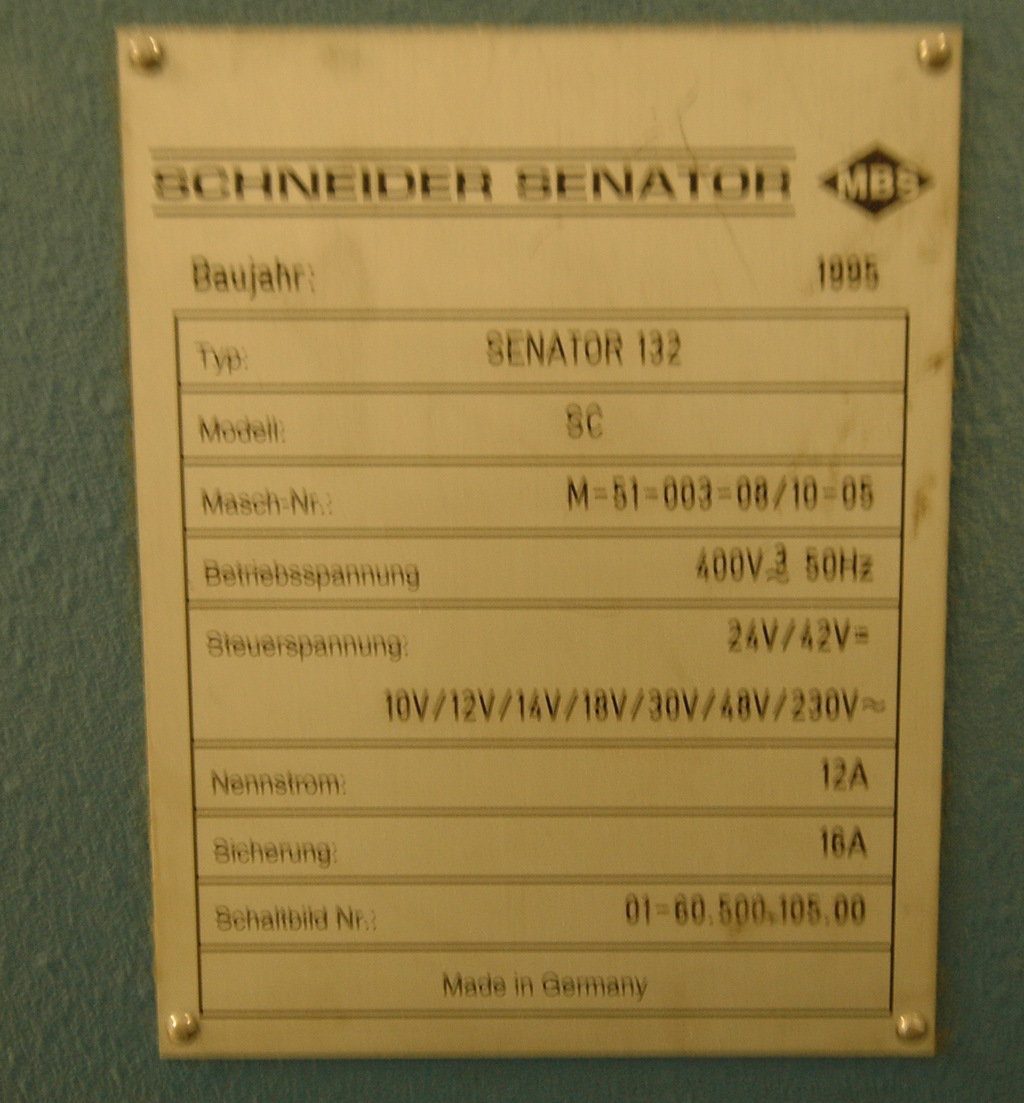 SCHNEIDER SENATOR MBS
Baujahr: 1995
Typ: SENATOR 132
Modell: SC
Masch-Nr.: M-51-003-08/10-05
Betriebsspannung 400V 3≈ 50Hz
Steuerspannung: 24V/42V=
10V/12V/14V/18V/30V/48V/230V≈
Nennstrom: 12A
Sicherung: 16A
Schaltbild Nr.: 01-60.500.105.00
Made in Germany